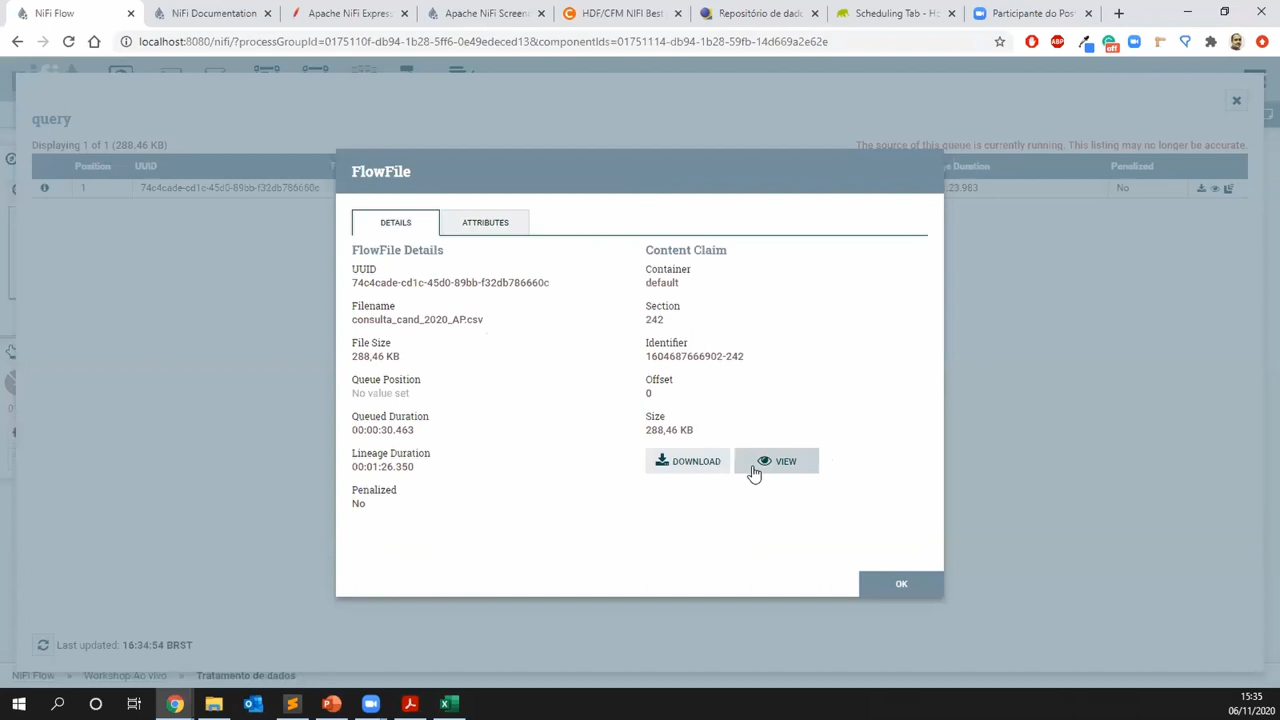 NiFi Flow
NiFi Documentation
Apache NiFi Expres
Apache NiFi Screen
HDF/CFM NIFI Best
Repositório de dado
Scheduling Tab - Ho
Participante do Pos
localhost:8080/nifi/?processGroupId=0175110f-db94-1b28-5ff6-0e49edeced13&componentIds=01751114-db94-1b28-59fb-14d669a2e62e
query
Displaying 1 of 1 (288.46 KB)
The source of this queue is currently running. This listing may no longer be accurate.
Position UUID Duration Penalized
1 74c4cade-cd1c-45d0-89bb-f32db786660c 23.963 No
FlowFile
DETAILS ATTRIBUTES
FlowFile Details
UUID
74c4cade-cd1c-45d0-89bb-f32db786660c
Filename
consulta_cand_2020_AP.csv
File Size
288,46 KB
Queue Position
No value set
Queued Duration
00:00:30.463
Lineage Duration
00:01:26.350
Penalized
No
Content Claim
Container
default
Section
242
Identifier
1604687666902-242
Offset
0
Size
288,46 KB
DOWNLOAD VIEW
OK
Last updated: 16:34:54 BRST
NiFi Flow » Workshop Ao vivo » Tratamento de dados
15:35
06/11/2020